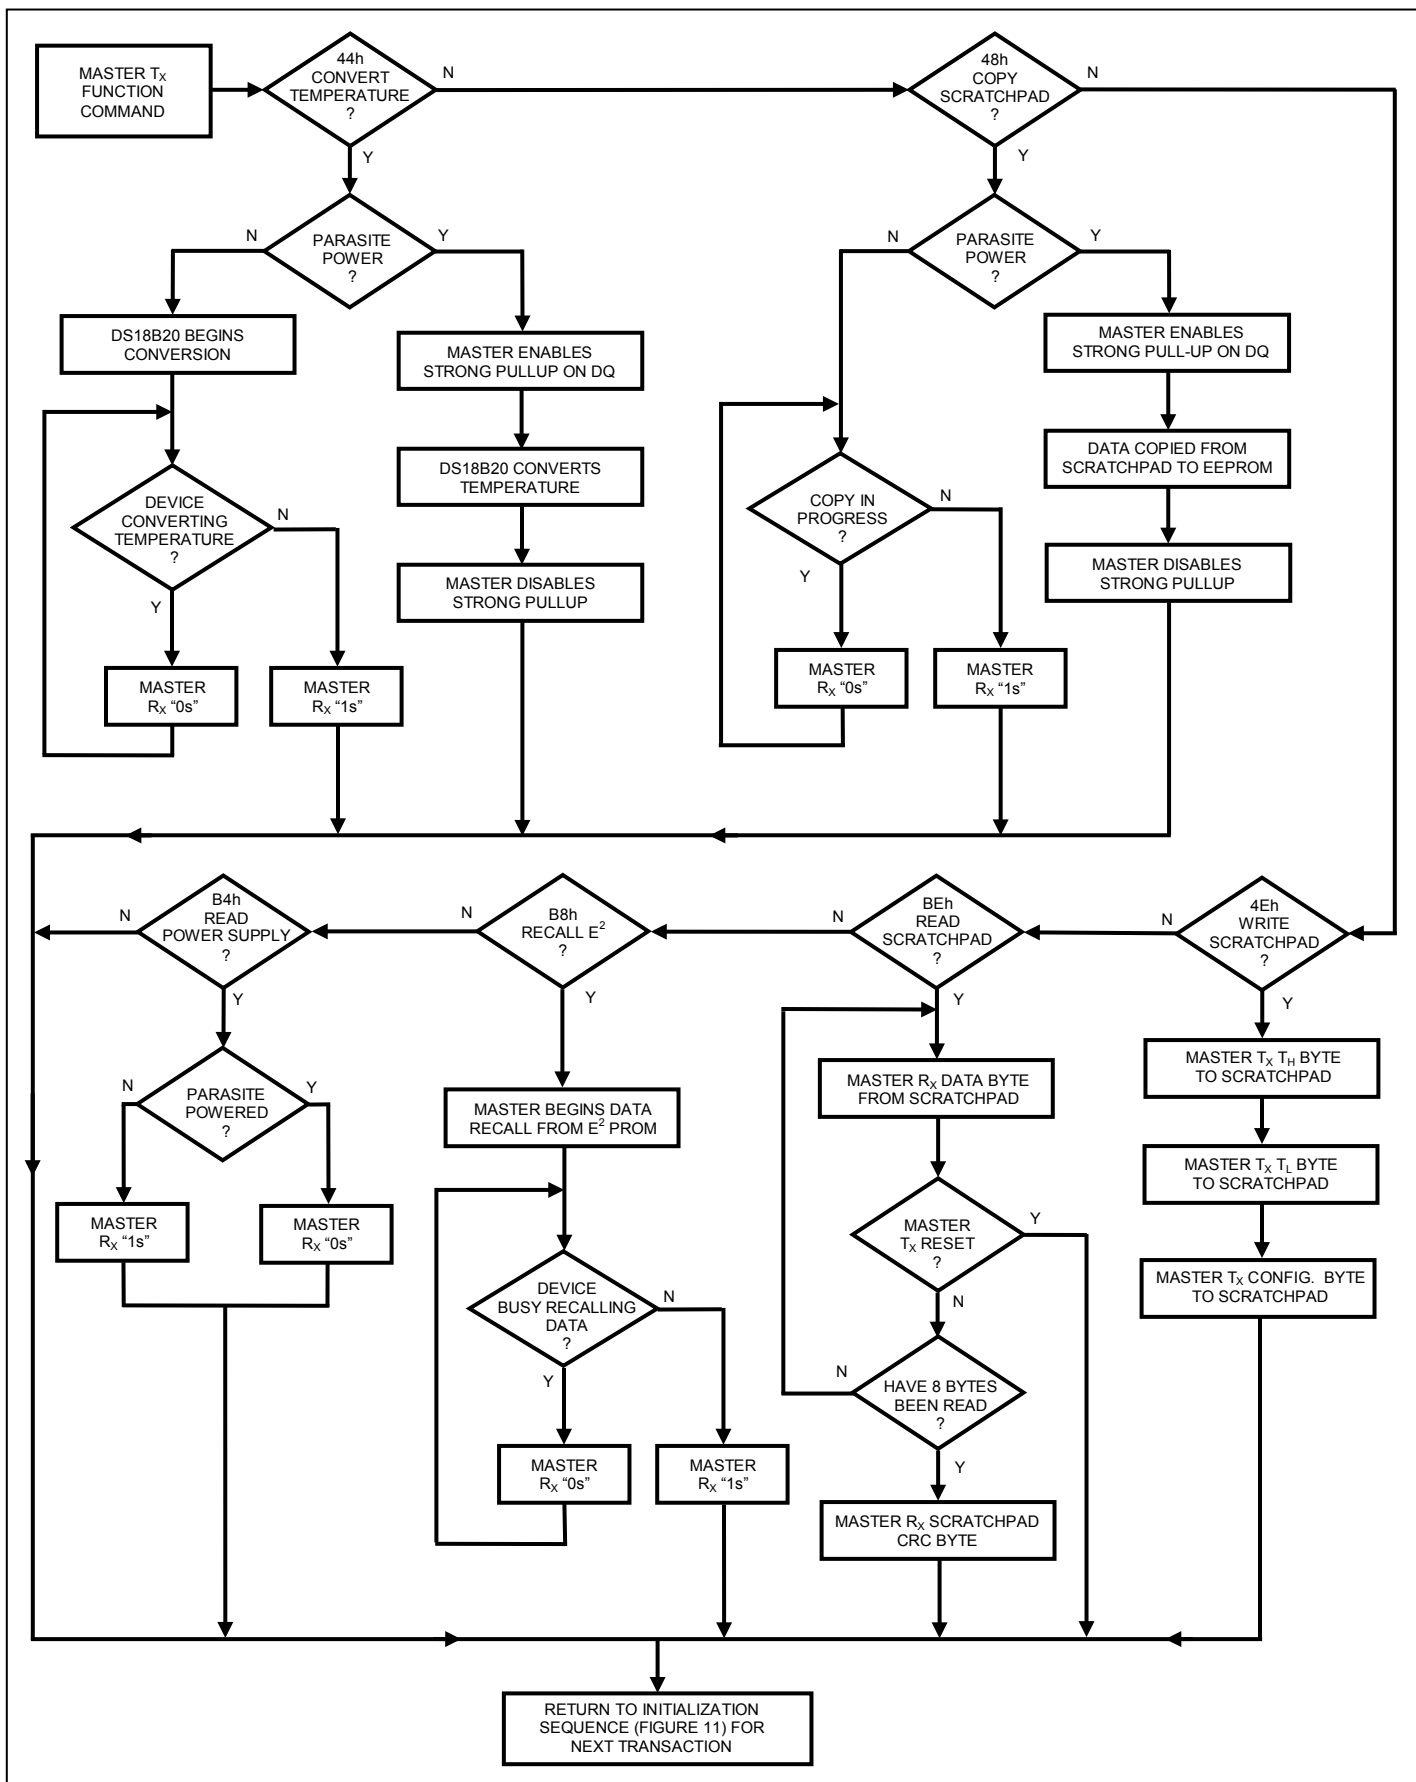 MASTER TX
FUNCTION
COMMAND
44h
CONVERT
TEMPERATURE
?
N
Y
48h
COPY
SCRATCHPAD
?
N
Y
PARASITE
POWER
?
N
Y
DS18B20 BEGINS
CONVERSION
MASTER ENABLES
STRONG PULLUP ON DQ
DEVICE
CONVERTING
TEMPERATURE
?
N
Y
DS18B20 CONVERTS
TEMPERATURE
MASTER DISABLES
STRONG PULLUP
MASTER
RX “0s”
MASTER
RX “1s”
PARASITE
POWER
?
N
Y
MASTER ENABLES
STRONG PULL-UP ON DQ
DATA COPIED FROM
SCRATCHPAD TO EEPROM
COPY IN
PROGRESS
?
N
Y
MASTER DISABLES
STRONG PULLUP
MASTER
RX “0s”
MASTER
RX “1s”
B4h
READ
POWER SUPPLY
?
N
Y
B8h
RECALL E2
?
N
Y
BEh
READ
SCRATCHPAD
?
N
Y
4Eh
WRITE
SCRATCHPAD
?
N
Y
PARASITE
POWERED
?
N
Y
MASTER
RX “1s”
MASTER
RX “0s”
MASTER BEGINS DATA
RECALL FROM E2 PROM
DEVICE
BUSY RECALLING
DATA
?
N
Y
MASTER
RX “0s”
MASTER
RX “1s”
MASTER RX DATA BYTE
FROM SCRATCHPAD
MASTER
TX RESET
?
Y
N
HAVE 8 BYTES
BEEN READ
?
N
Y
MASTER RX SCRATCHPAD
CRC BYTE
MASTER TX TH BYTE
TO SCRATCHPAD
MASTER TX TL BYTE
TO SCRATCHPAD
MASTER TX CONFIG. BYTE
TO SCRATCHPAD
RETURN TO INITIALIZATION
SEQUENCE (FIGURE 11) FOR
NEXT TRANSACTION